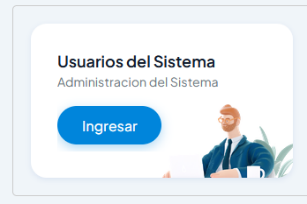 Usuarios del Sistema
Administracion del Sistema
Ingresar